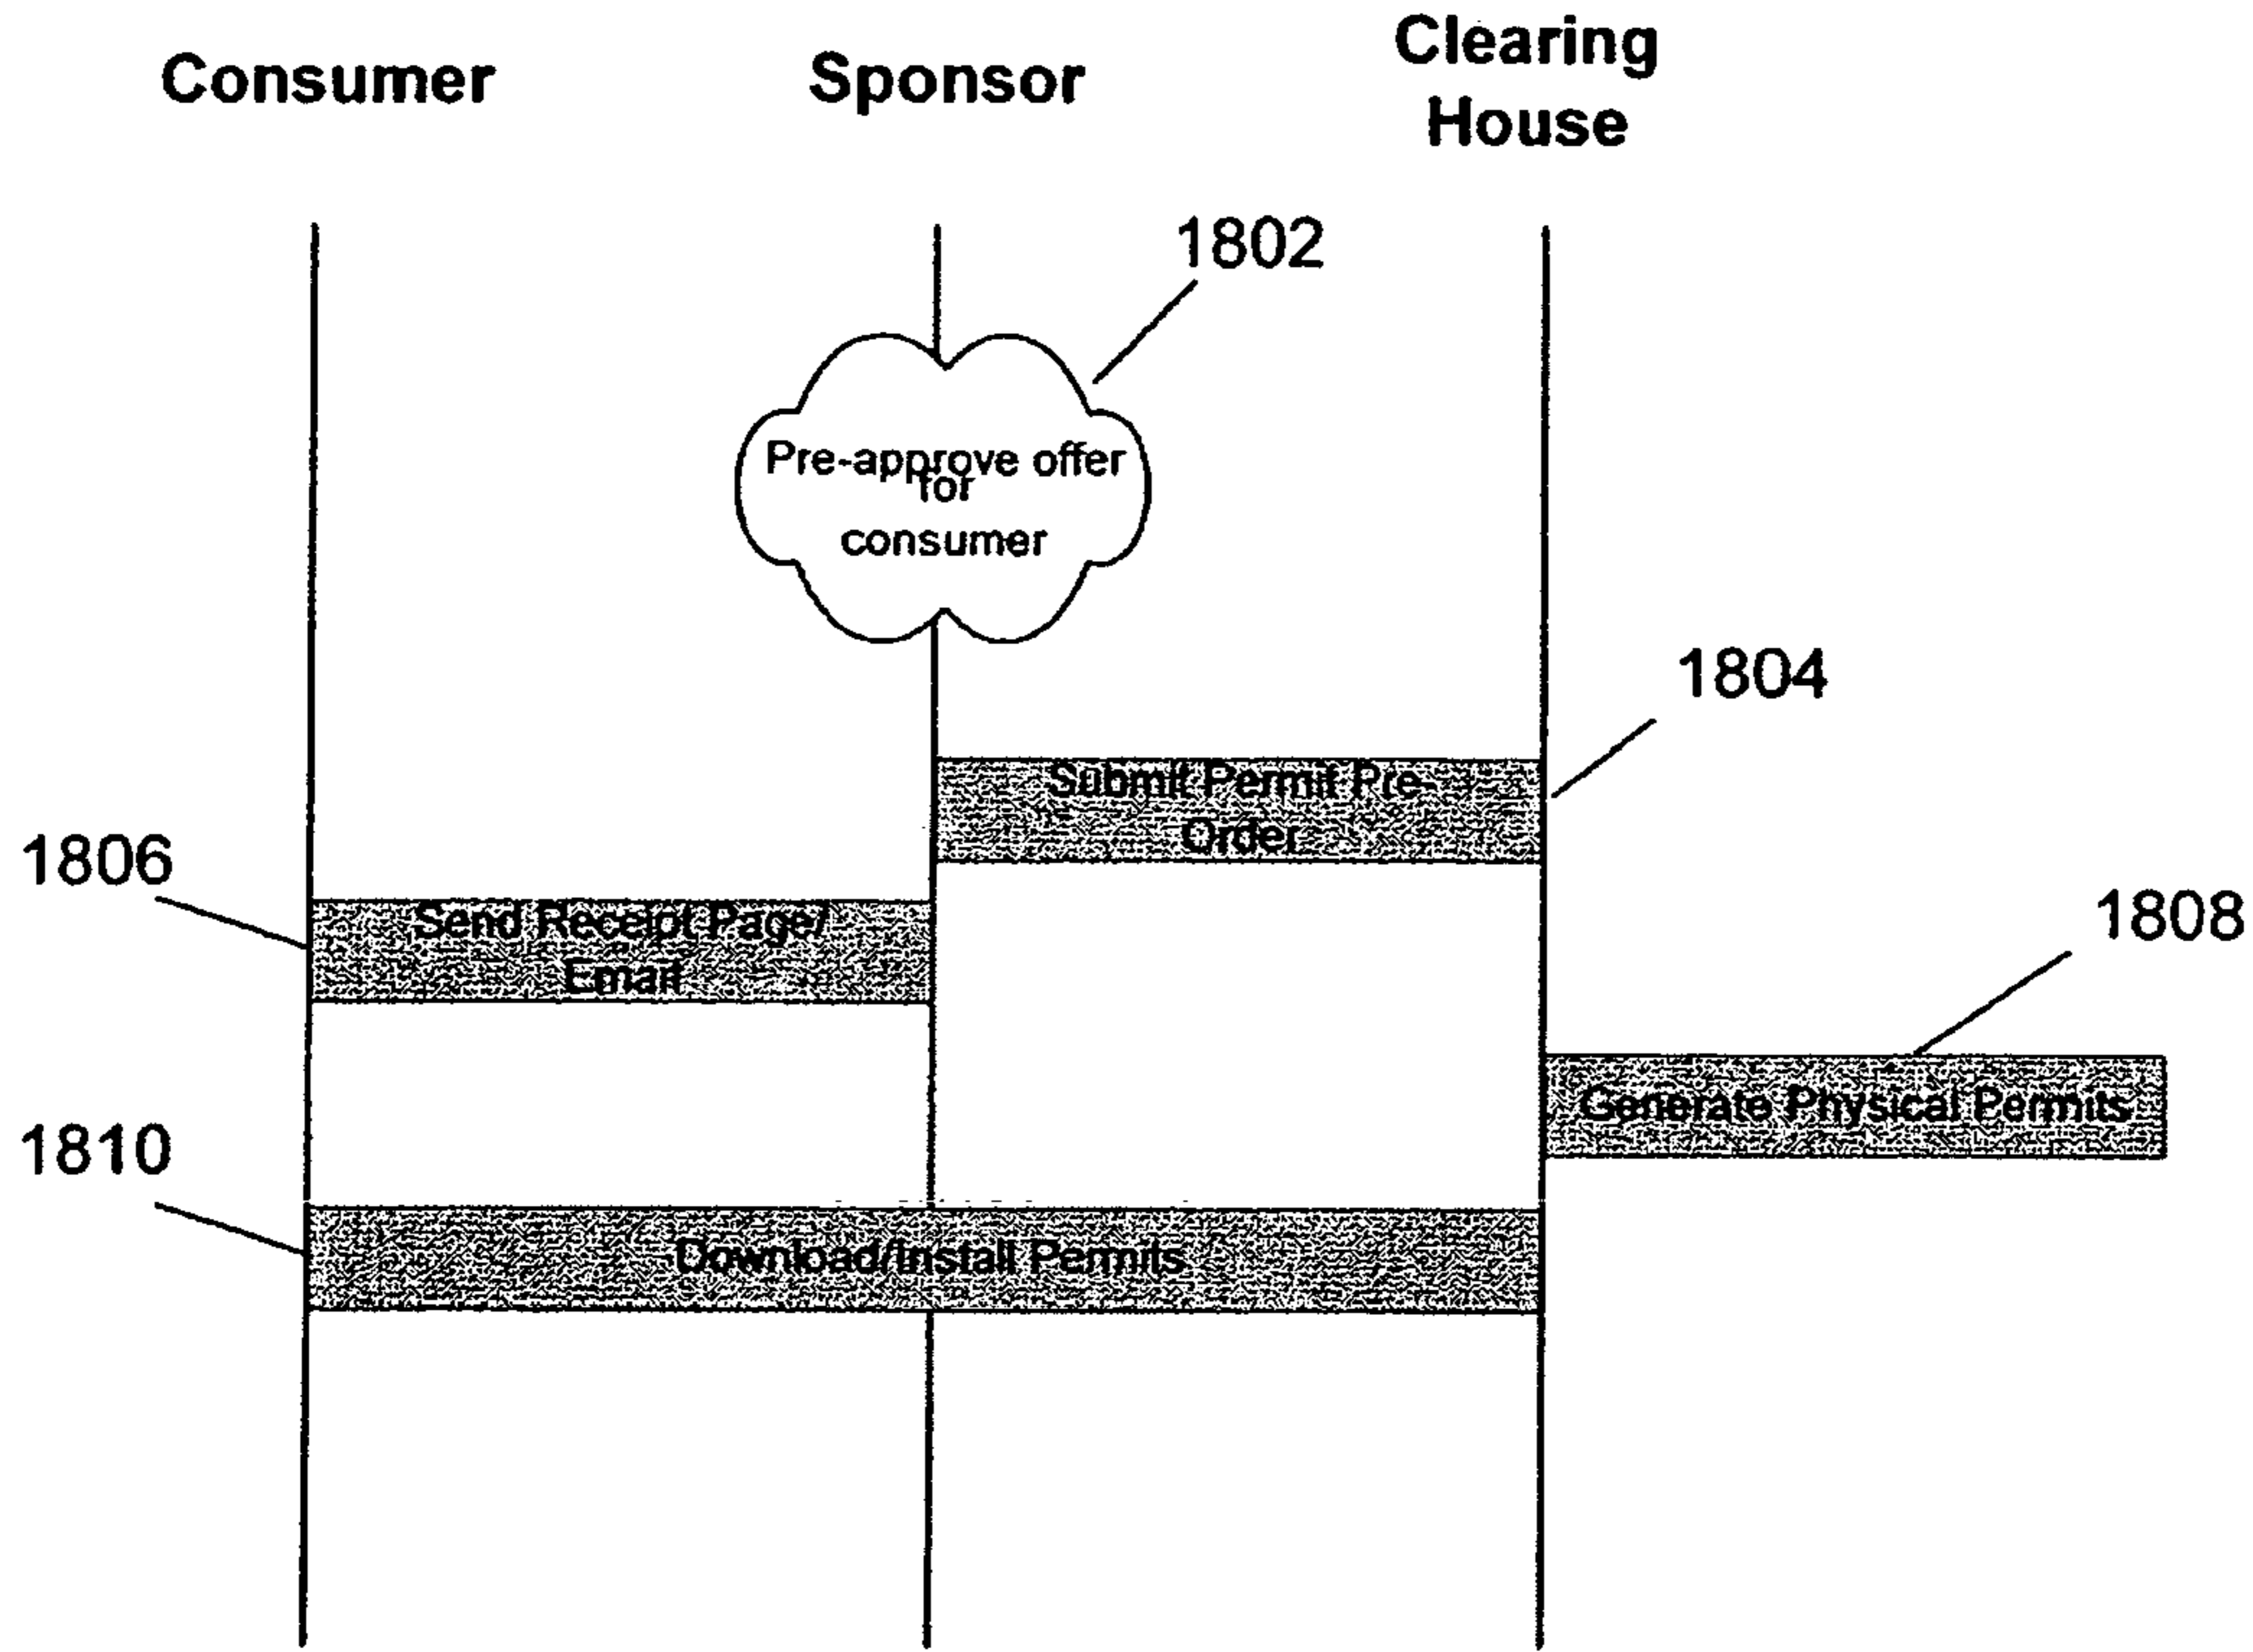 Consumer
Sponsor
Clearing
House
1802
Pre-approve offer
for
consumer
1804
Submit Permit Pre-
Order
1806
Send Receipt Page/
Email
1808
Generate Physical Permits
1810
Download/Install Permits